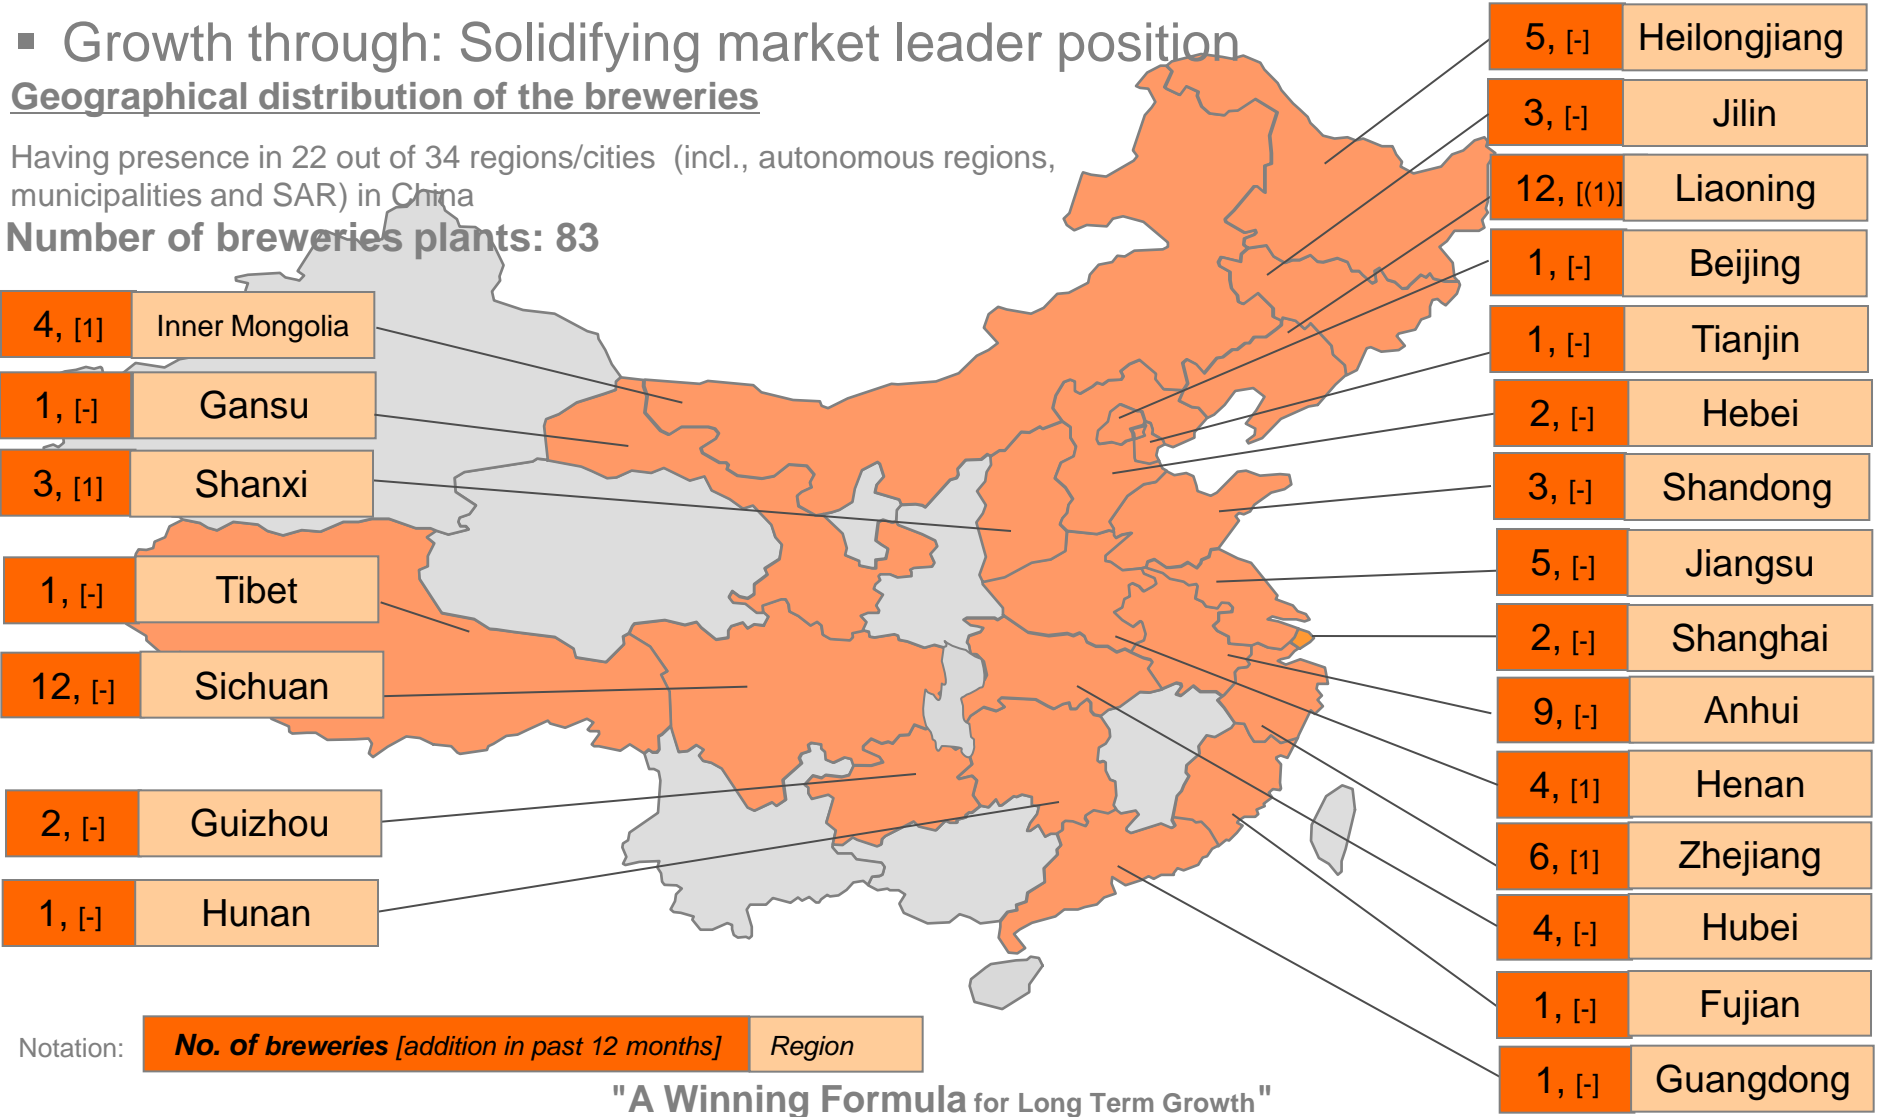 ▪ Growth through: Solidifying market leader position
Geographical distribution of the breweries
Having presence in 22 out of 34 regions/cities (incl., autonomous regions,
municipalities and SAR) in China
Number of breweries plants: 83
4, [1] Inner Mongolia
1, [-] Gansu
3, [1] Shanxi
1, [-] Tibet
12, [-] Sichuan
2, [-] Guizhou
1, [-] Hunan
5, [-] Heilongjiang
3, [-] Jilin
12, [(1)] Liaoning
1, [-] Beijing
1, [-] Tianjin
2, [-] Hebei
3, [-] Shandong
5, [-] Jiangsu
2, [-] Shanghai
9, [-] Anhui
4, [1] Henan
6, [1] Zhejiang
4, [-] Hubei
1, [-] Fujian
1, [-] Guangdong
Notation: No. of breweries [addition in past 12 months] Region
"A Winning Formula for Long Term Growth"